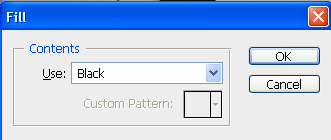 Fill
Contents
OK
Use: Black
Cancel
Custom Pattern: